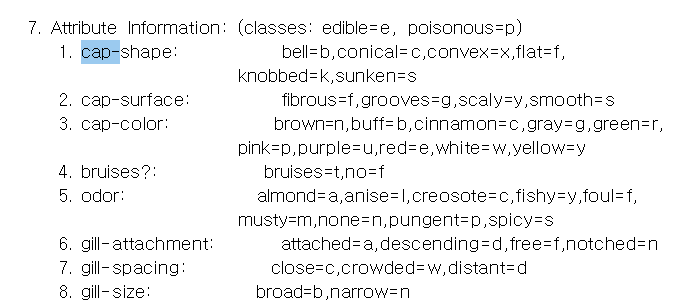 7. Attribute Information: (classes: edible=e, poisonous=p)
1. cap-shape: bell=b,conical=c,convex=x,flat=f,
knobbed=k,sunken=s
2. cap-surface: fibrous=f,grooves=g,scaly=y,smooth=s
3. cap-color: brown=n,buff=b,cinnamon=c,gray=g,green=r,
pink=p,purple=u,red=e,white=w,yellow=y
4. bruises?: bruises=t,no=f
5. odor: almond=a,anise=l,creosote=c,fishy=y,foul=f,
musty=m,none=n,pungent=p,spicy=s
6. gill-attachment: attached=a,descending=d,free=f,notched=n
7. gill-spacing: close=c,crowded=w,distant=d
8. gill-size: broad=b,narrow=n